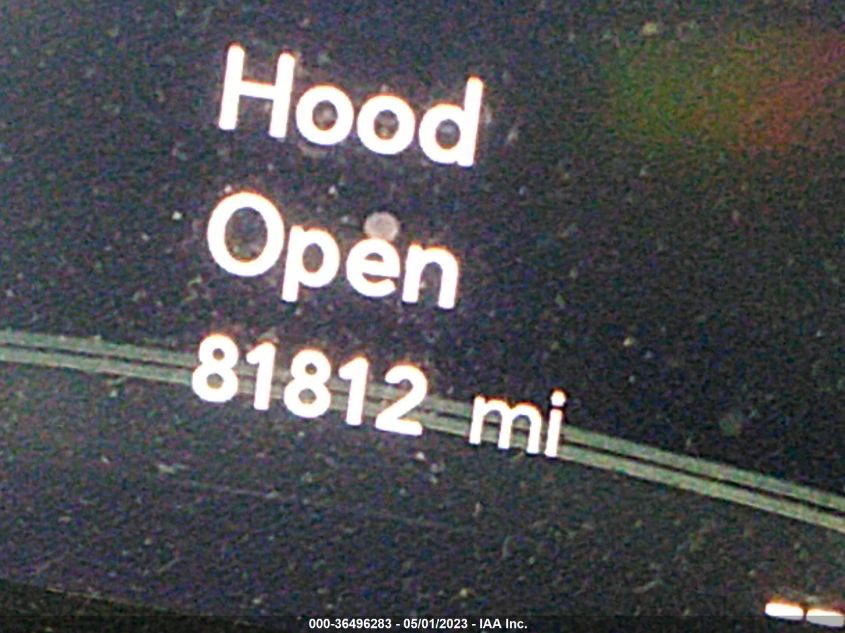 Hood
Open
81812 mi
000-36496283 - 05/01/2023 - IAA Inc.